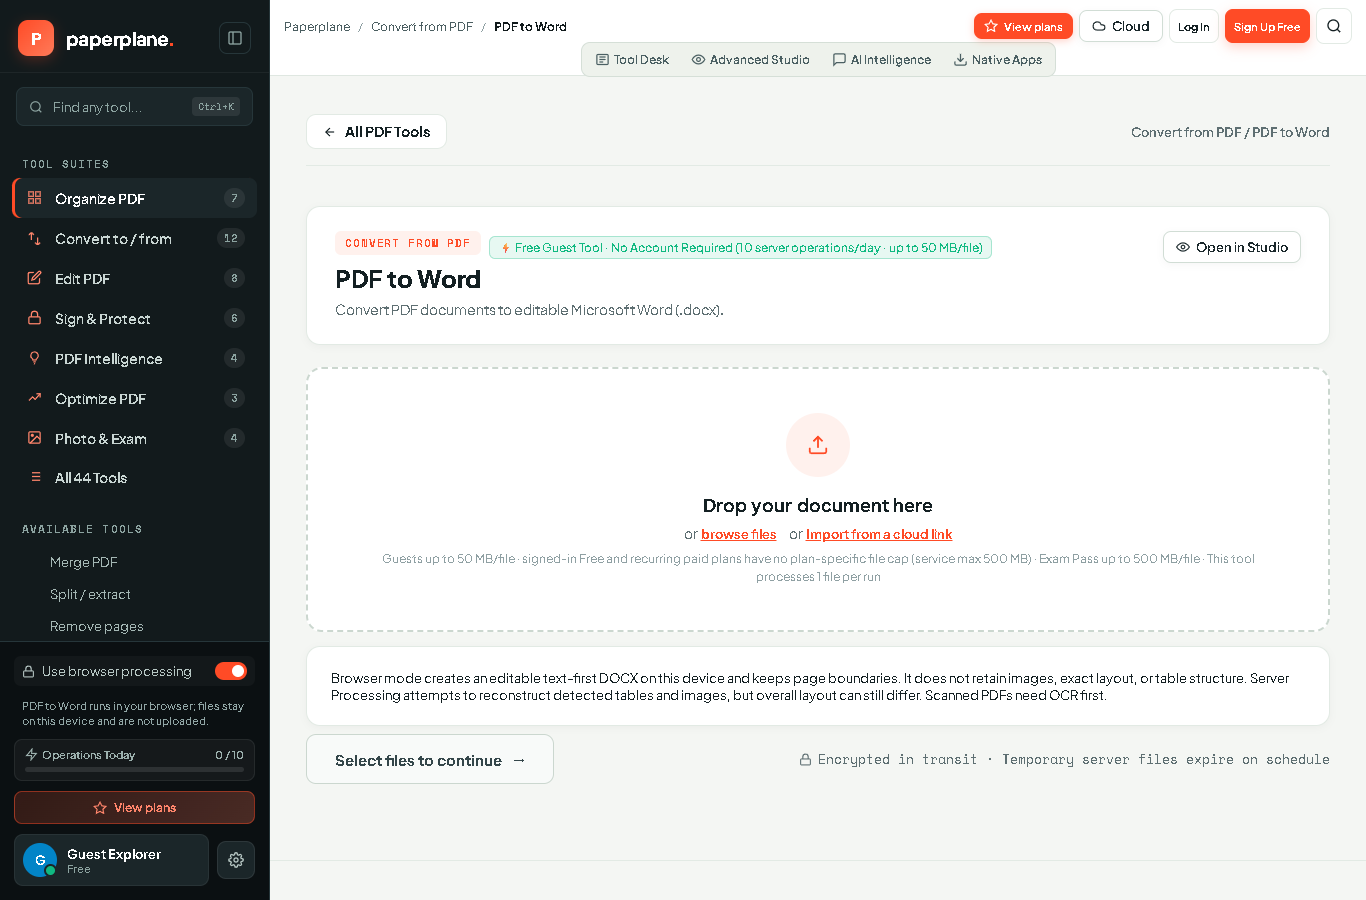 P paperplane.
Find any tool... Ctrl+K
TOOL SUITES
Organize PDF 7
Convert to / from 12
Edit PDF 8
Sign & Protect 6
PDF Intelligence 4
Optimize PDF 3
Photo & Exam 4
All 44 Tools
AVAILABLE TOOLS
Merge PDF
Split / extract
Remove pages
Use browser processing
PDF to Word runs in your browser; files stay
on this device and are not uploaded.
Operations Today 0 / 10
View plans
G Guest Explorer
Free
Paperplane / Convert from PDF / PDF to Word
View plans Cloud Log In Sign Up Free
Tool Desk Advanced Studio AI Intelligence Native Apps
← All PDF Tools
Convert from PDF / PDF to Word
CONVERT FROM PDF
Free Guest Tool · No Account Required (10 server operations/day · up to 50 MB/file)
Open in Studio
PDF to Word
Convert PDF documents to editable Microsoft Word (.docx).
Drop your document here
or browse files or Import from a cloud link
Guests up to 50 MB/file · signed-in Free and recurring paid plans have no plan-specific file cap (service max 500 MB) · Exam Pass up to 500 MB/file · This tool
processes 1 file per run
Browser mode creates an editable text-first DOCX on this device and keeps page boundaries. It does not retain images, exact layout, or table structure. Server
Processing attempts to reconstruct detected tables and images, but overall layout can still differ. Scanned PDFs need OCR first.
Select files to continue →
Encrypted in transit · Temporary server files expire on schedule